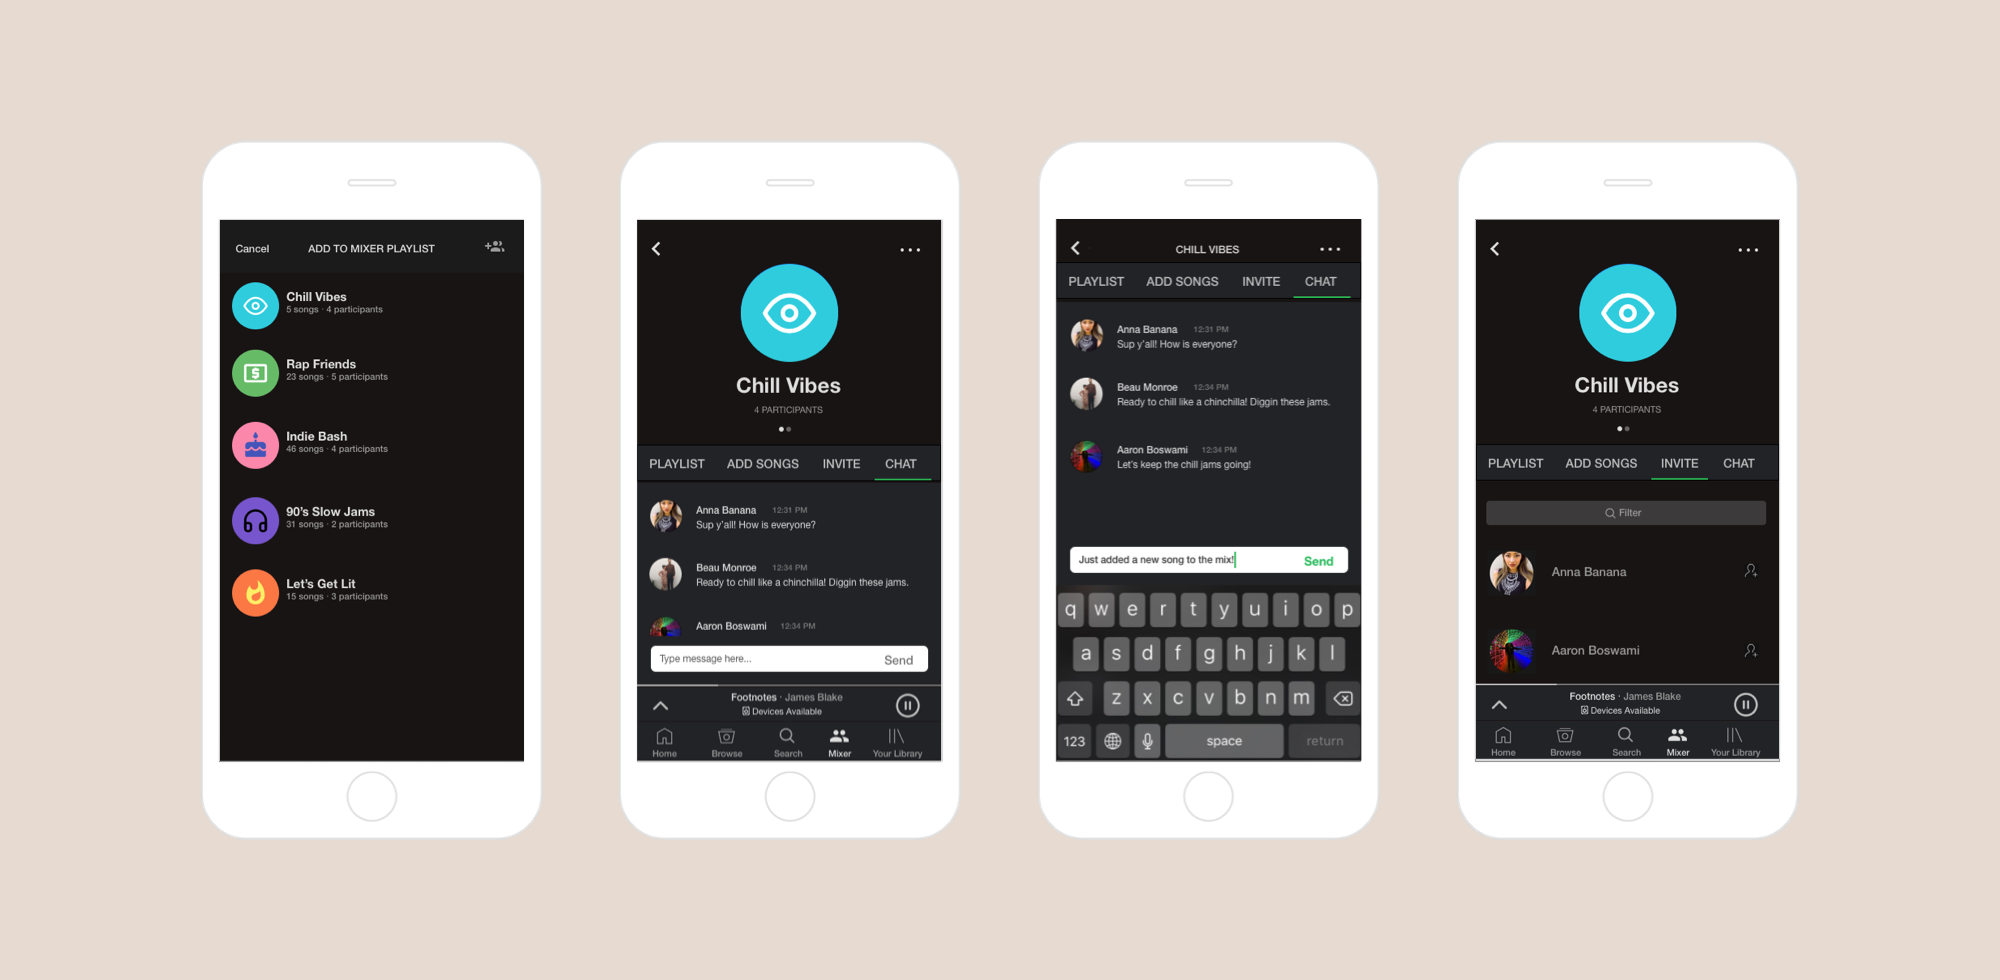 Cancel
ADD TO MIXER PLAYLIST
Chill Vibes
5 songs · 4 participants
Rap Friends
23 songs · 5 participants
Indie Bash
46 songs · 4 participants
90's Slow Jams
31 songs · 2 participants
Let's Get Lit
15 songs · 3 participants
Chill Vibes
4 PARTICIPANTS
PLAYLIST ADD SONGS INVITE CHAT
Anna Banana 12:31 PM
Sup y'all! How is everyone?
Beau Monroe 12:34 PM
Ready to chill like a chinchilla! Diggin these jams.
Aaron Boswami 12:34 PM
Type message here... Send
Footnotes · James Blake
Devices Available
Home Browse Search Mixer Your Library
CHILL VIBES
PLAYLIST ADD SONGS INVITE CHAT
Anna Banana 12:31 PM
Sup y'all! How is everyone?
Beau Monroe 12:34 PM
Ready to chill like a chinchilla! Diggin these jams.
Aaron Boswami 12:34 PM
Let's keep the chill jams going!
Just added a new song to the mix! Send
q w e r t y u i o p
a s d f g h j k l
z x c v b n m
123 space return
Chill Vibes
4 PARTICIPANTS
PLAYLIST ADD SONGS INVITE CHAT
Filter
Anna Banana
Aaron Boswami
Footnotes · James Blake
Devices Available
Home Browse Search Mixer Your Library